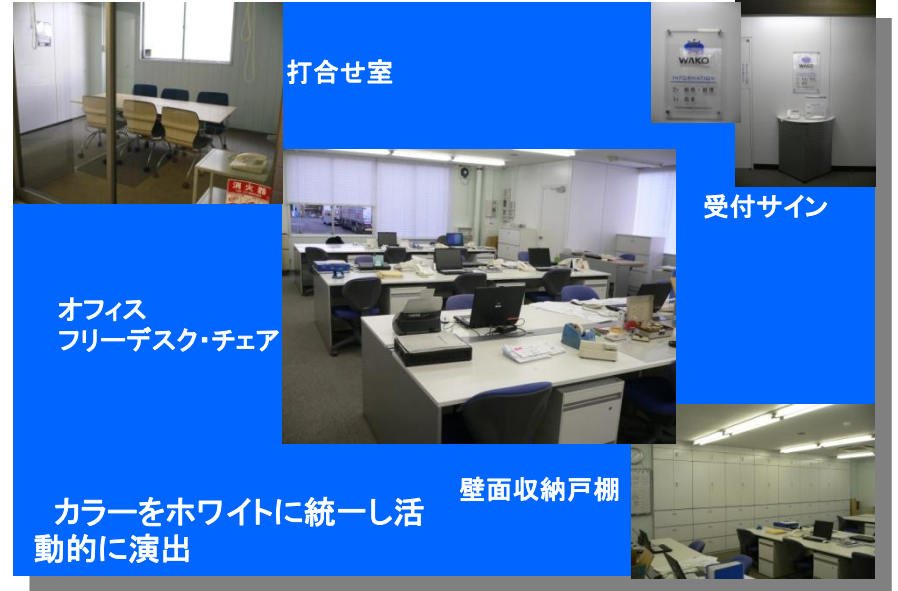 打合せ室
WAKO
INFORMATION
WAKO
受付サイン
消火器
オフィス
フリーデスク・チェア
壁面収納戸棚
カラーをホワイトに統一し活
動的に演出